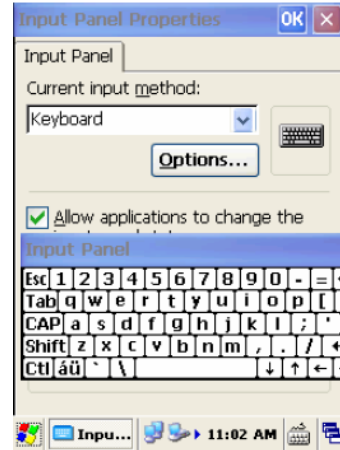 Input Panel Properties OK ×
Input Panel
Current input method:
Keyboard
Options...
Allow applications to change the
Input Panel
Esc 1 2 3 4 5 6 7 8 9 0 - =
Tab q w e r t y u i o p [
CAP a s d f g h j k l ; '
Shift z x c v b n m , . /
Ctl áü ` \ ↓ ↑ ←
Inpu... 11:02 AM